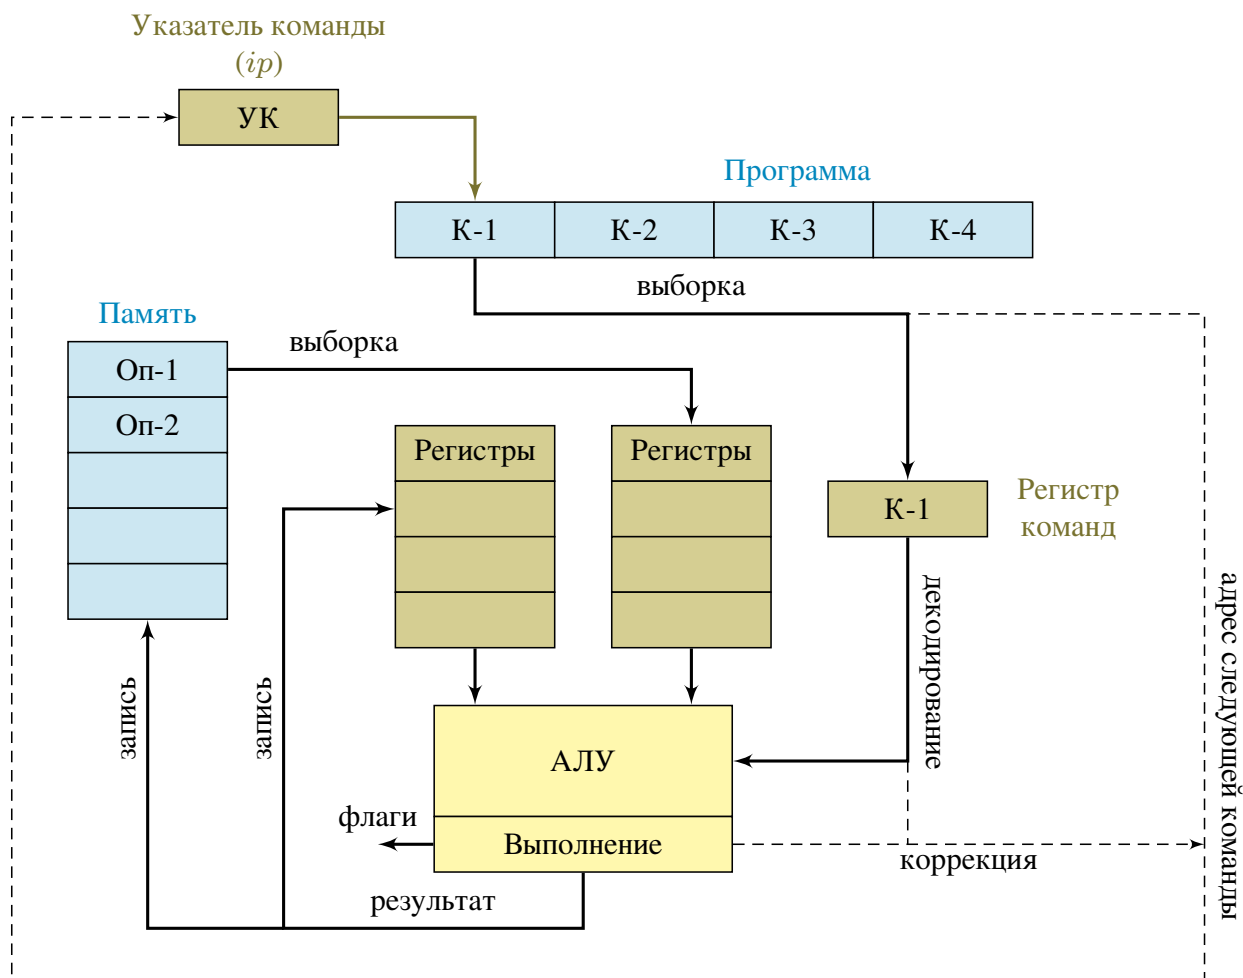 Указатель команды
(ip)
УК
Программа
К-1
К-2
К-3
К-4
выборка
Память
Оп-1
Оп-2
выборка
Регистры
Регистры
К-1
Регистр
команд
декодирование
адрес следующей команды
запись
запись
АЛУ
флаги
Выполнение
коррекция
результат